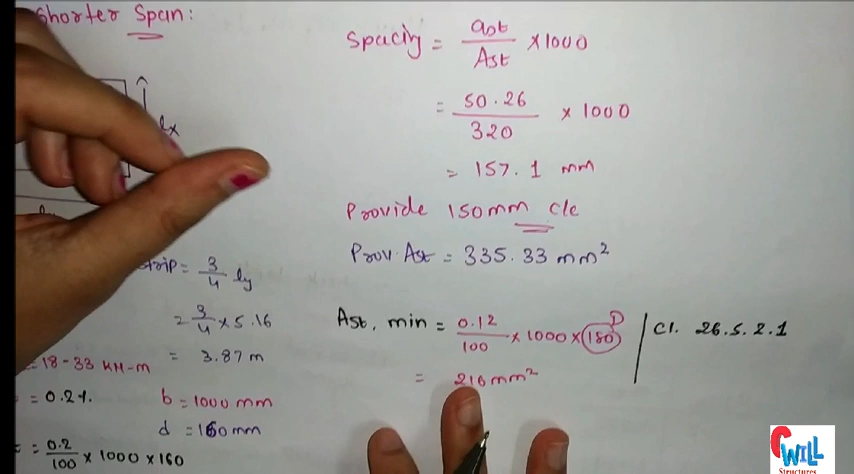 Shorter Span:
lx
strip = 3/4 ly
= 3/4 × 5.16
= 3.87 m
= 18-33 KN-m
= 0.2%
= 0.2/100 × 1000 × 160
b = 1000 mm
d = 160 mm
Spaciy = ast/Ast × 1000
= 50.26/320 × 1000
= 157.1 mm
Provide 150mm c/c
Prov. Ast = 335.33 mm²
Ast, min = 0.12/100 × 1000 × 180 D
= 216 mm²
Cl. 26.5.2.1
C WILL
Structures